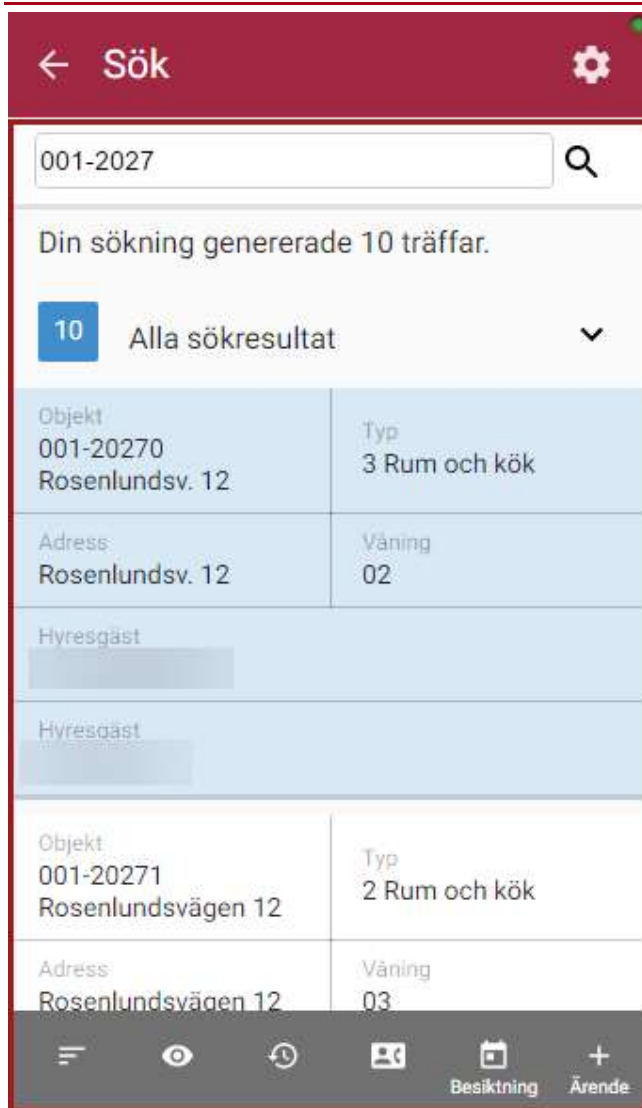 Sök
001-2027
Din sökning genererade 10 träffar.
10 Alla sökresultat
Objekt
001-20270
Rosenlundsv. 12
Typ
3 Rum och kök
Adress
Rosenlundsv. 12
Våning
02
Hyresgäst
Hyresgäst
Objekt
001-20271
Rosenlundsvägen 12
Typ
2 Rum och kök
Adress
Rosenlundsvägen 12
Våning
03
Besiktning
Ärende